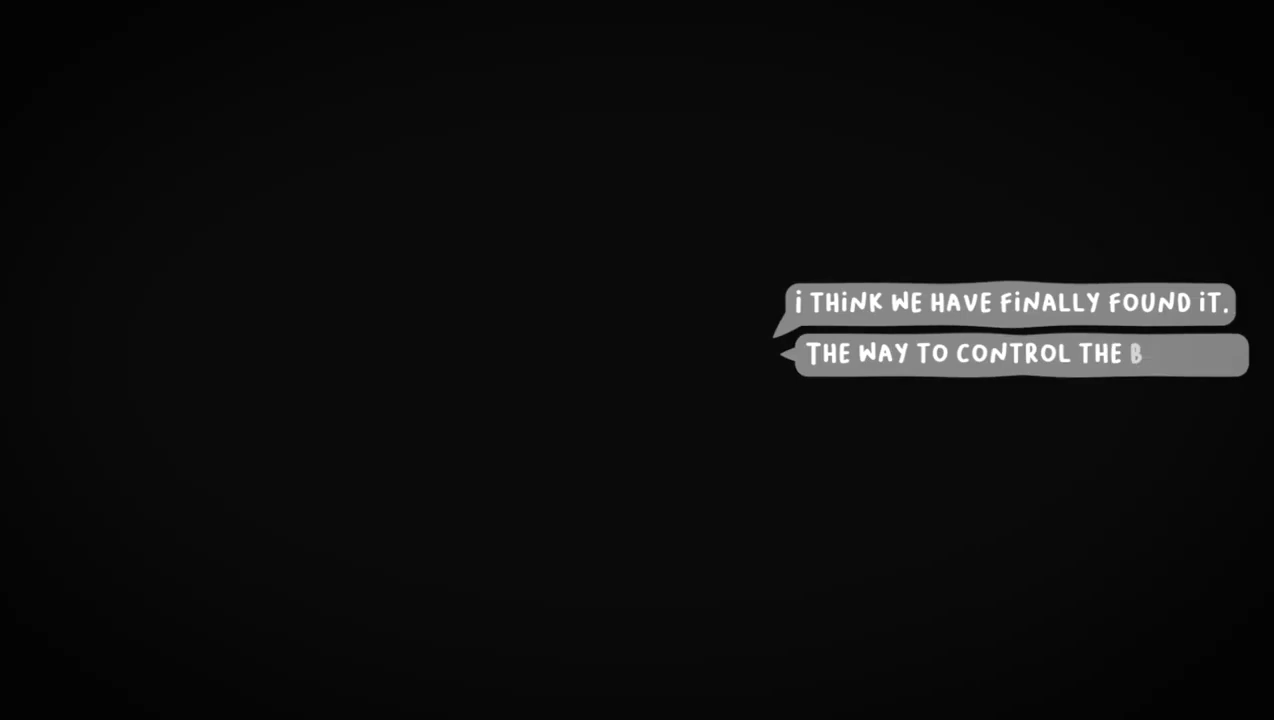 i THiNK WE HAVE FiNALLY FOUND iT.
THE WAY TO CONTROL THE B